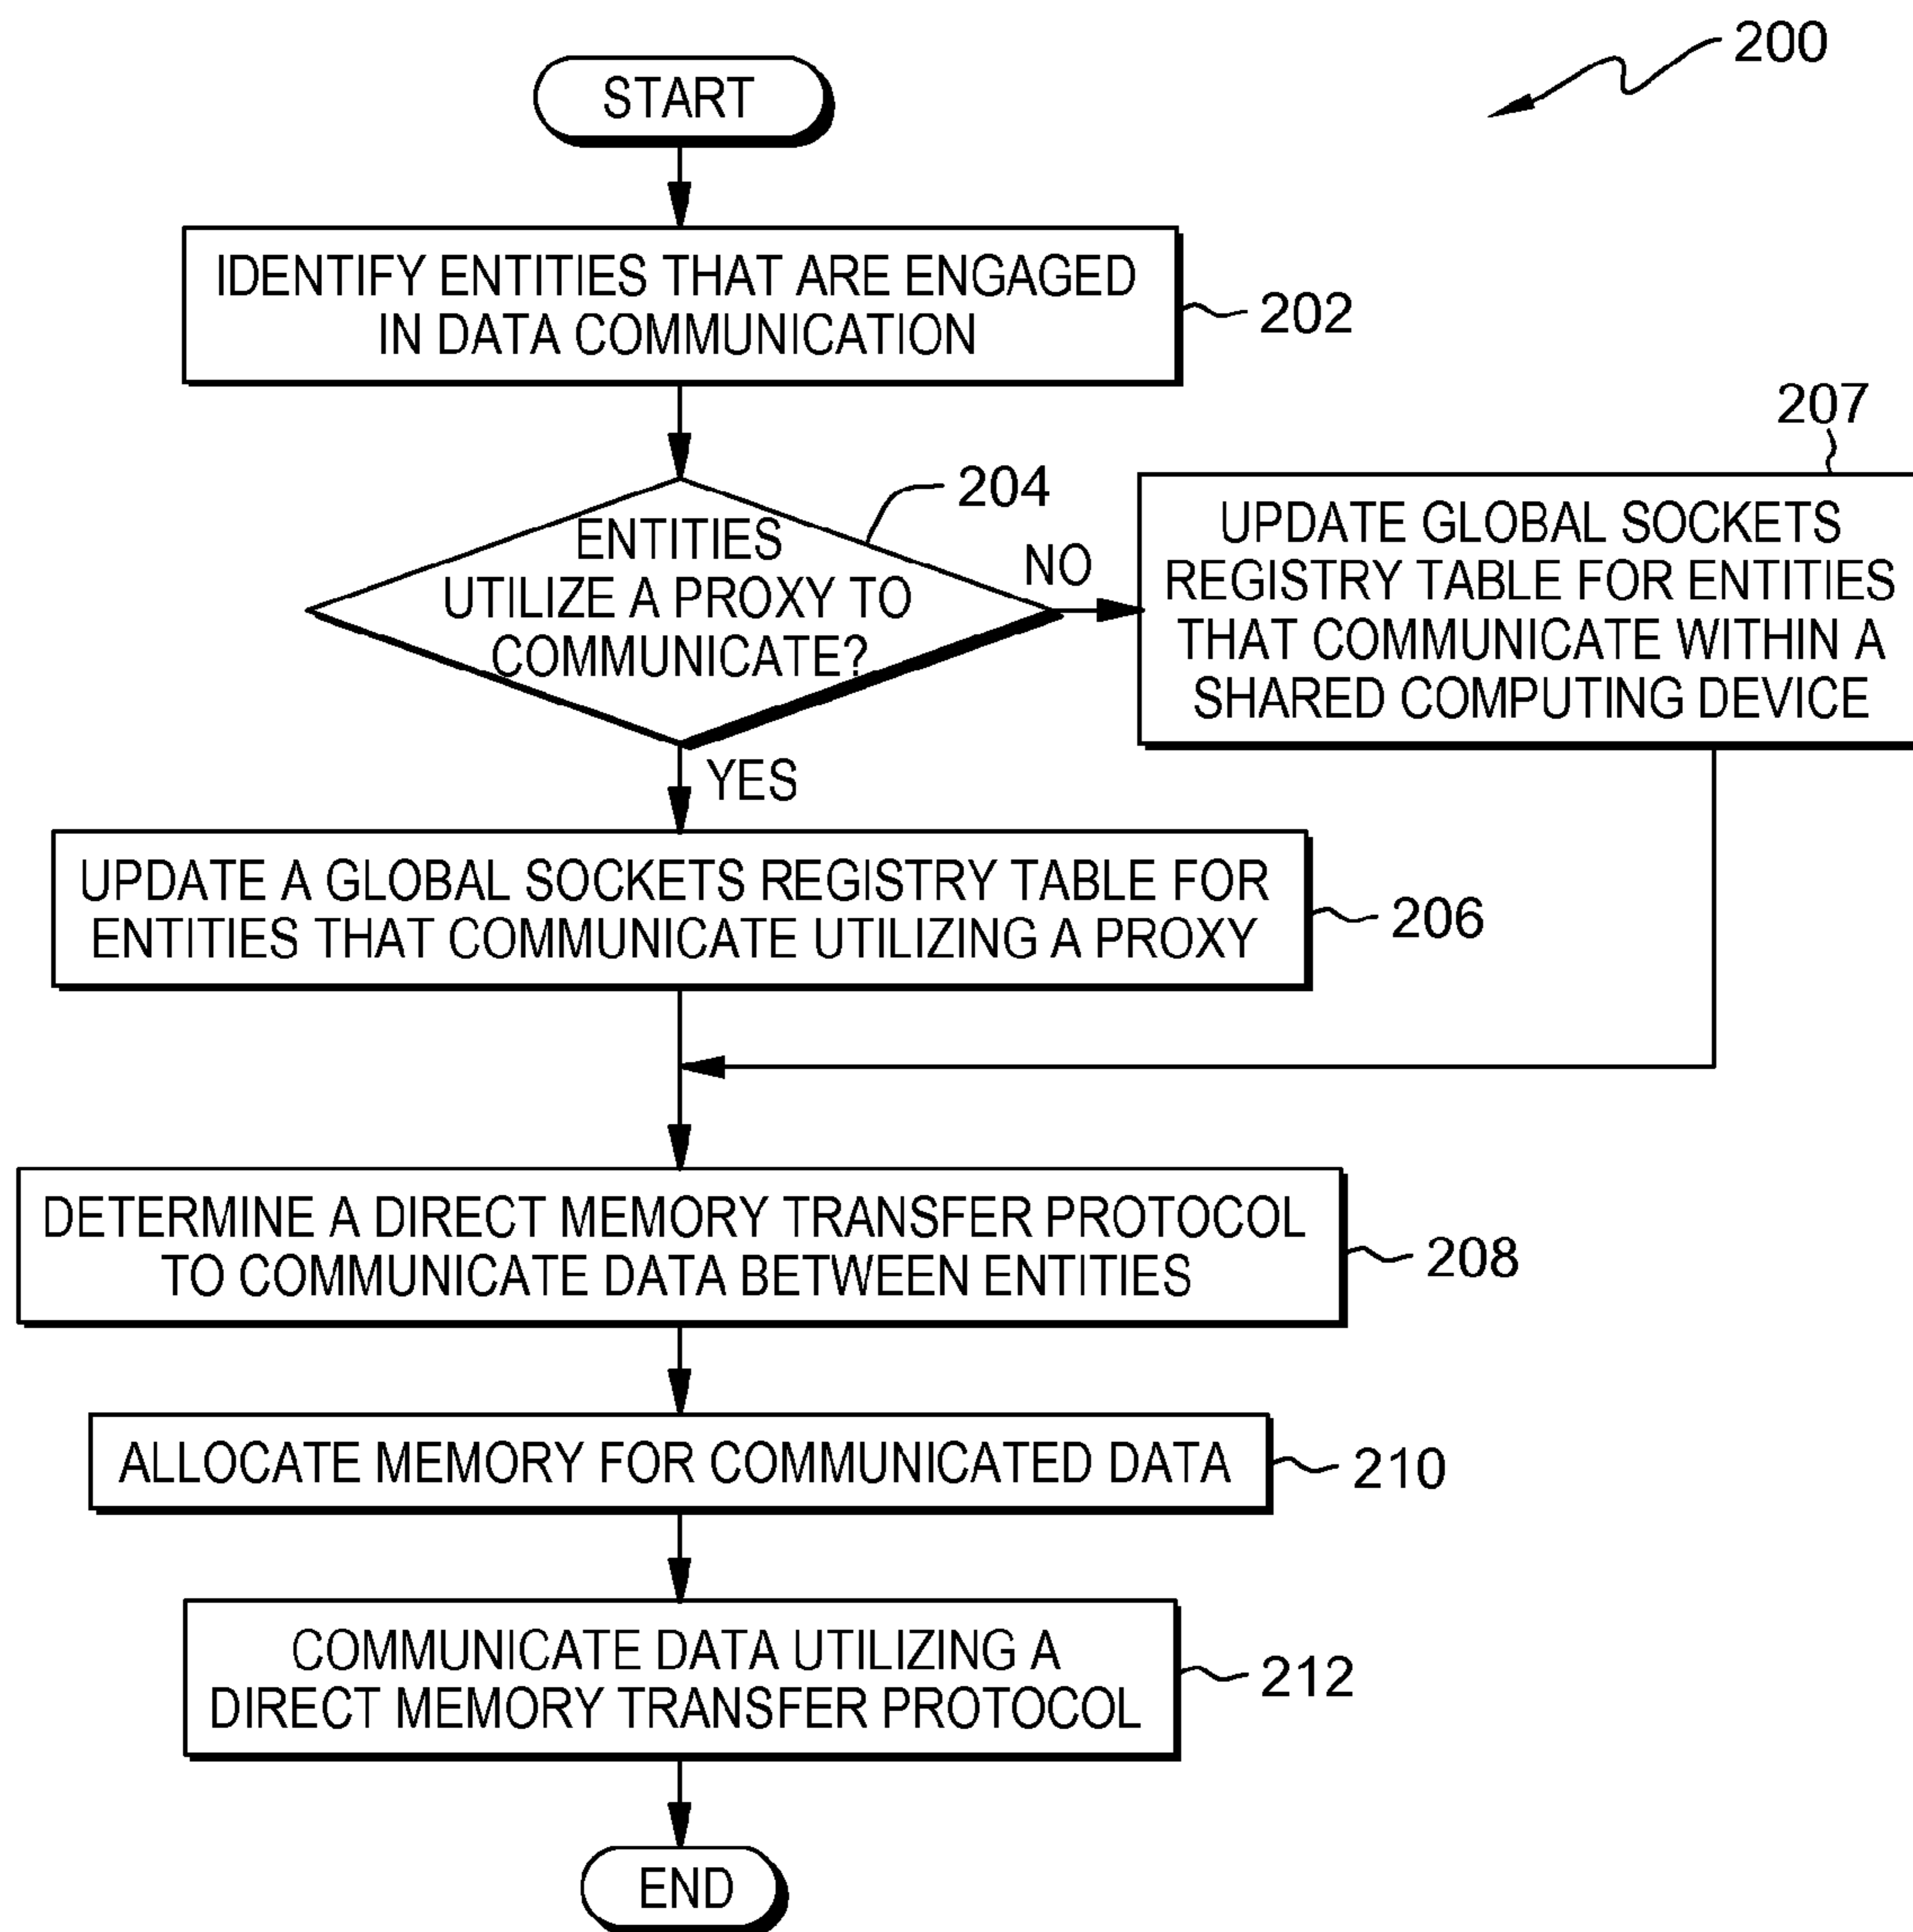 200
START
IDENTIFY ENTITIES THAT ARE ENGAGED
IN DATA COMMUNICATION
202
204
ENTITIES
UTILIZE A PROXY TO
COMMUNICATE?
NO
207
UPDATE GLOBAL SOCKETS
REGISTRY TABLE FOR ENTITIES
THAT COMMUNICATE WITHIN A
SHARED COMPUTING DEVICE
YES
UPDATE A GLOBAL SOCKETS REGISTRY TABLE FOR
ENTITIES THAT COMMUNICATE UTILIZING A PROXY
206
DETERMINE A DIRECT MEMORY TRANSFER PROTOCOL
TO COMMUNICATE DATA BETWEEN ENTITIES
208
ALLOCATE MEMORY FOR COMMUNICATED DATA
210
COMMUNICATE DATA UTILIZING A
DIRECT MEMORY TRANSFER PROTOCOL
212
END